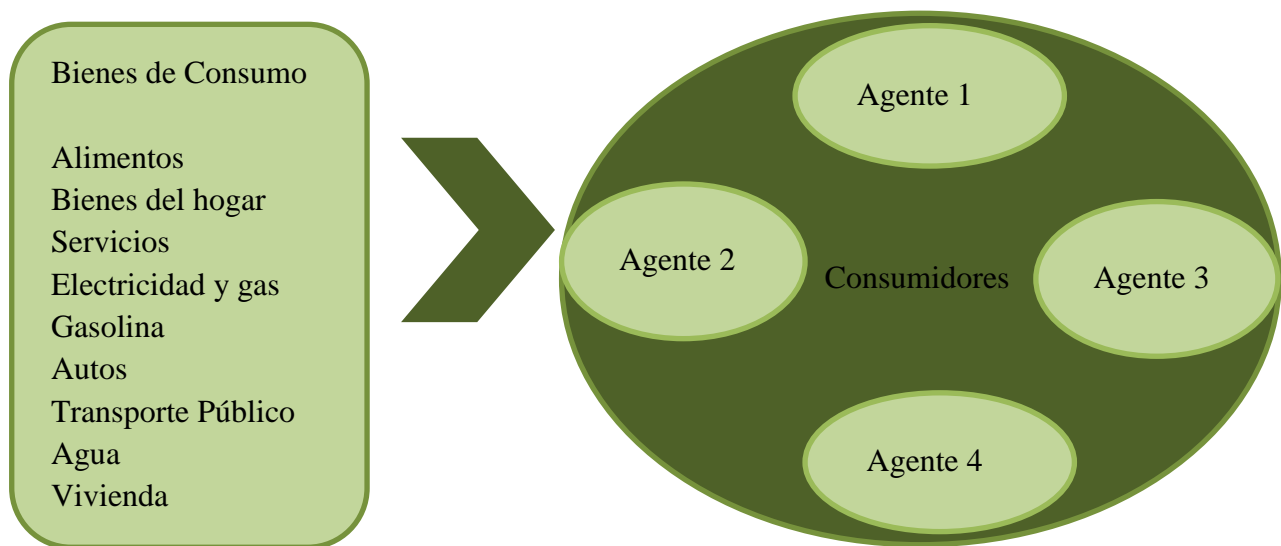 Bienes de Consumo
Alimentos
Bienes del hogar
Servicios
Electricidad y gas
Gasolina
Autos
Transporte Público
Agua
Vivienda
Agente 1
Agente 2
Consumidores
Agente 3
Agente 4